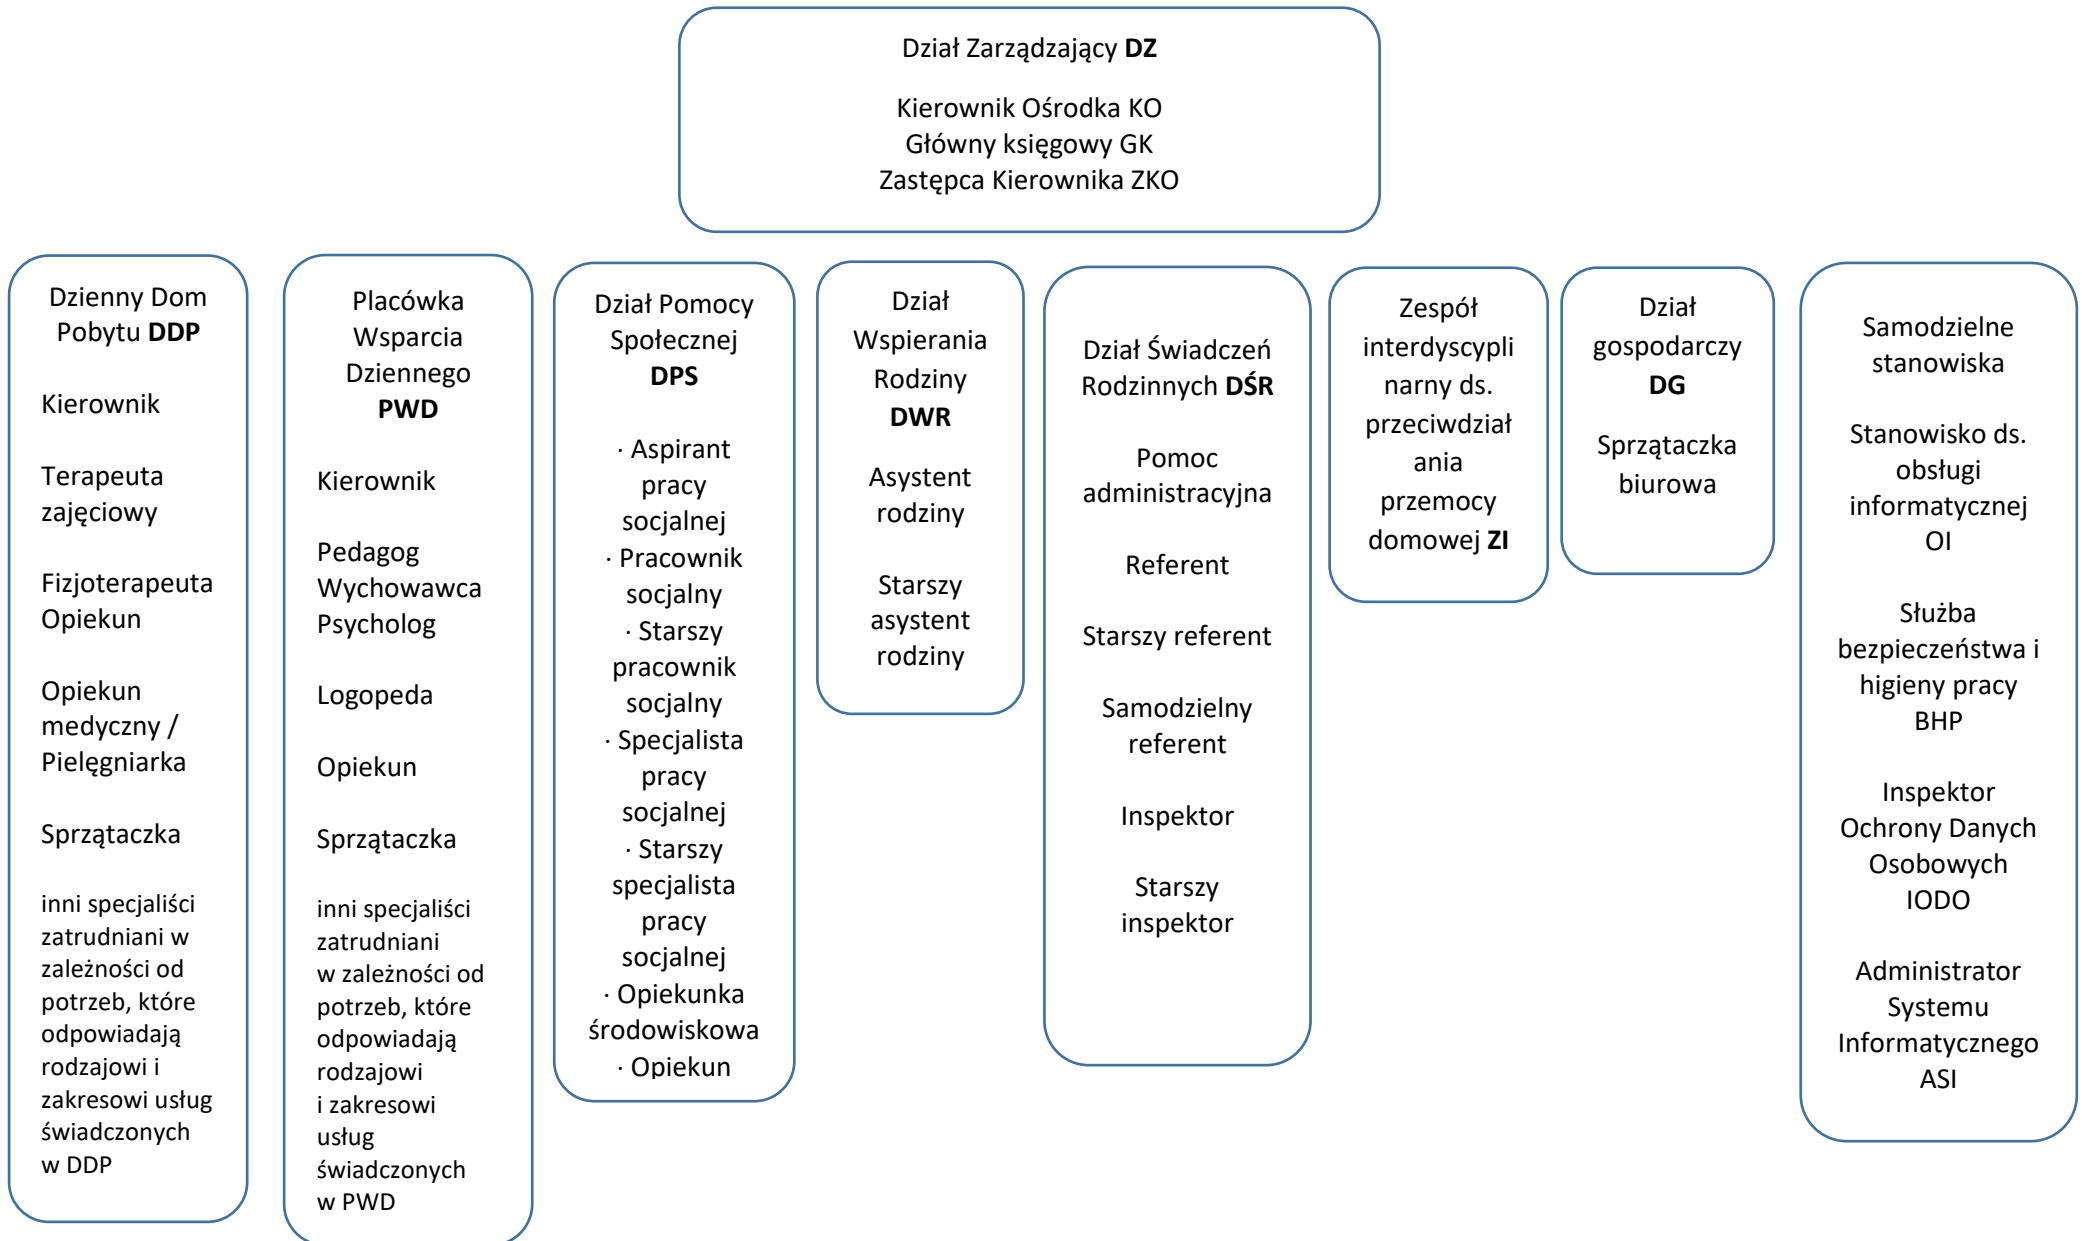 Dział Zarządzający DZ
Kierownik Ośrodka KO
Główny księgowy GK
Zastępca Kierownika ZKO
Dzienny Dom
Pobytu DDP
Kierownik
Terapeuta
zajęciowy
Fizjoterapeuta
Opiekun
Opiekun
medyczny /
Pielęgniarka
Sprzątaczka
inni specjaliści
zatrudniani w
zależności od
potrzeb, które
odpowiadają
rodzajowi i
zakresowi usług
świadczonych
w DDP
Placówka
Wsparcia
Dziennego
PWD
Kierownik
Pedagog
Wychowawca
Psycholog
Logopeda
Opiekun
Sprzątaczka
inni specjaliści
zatrudniani
w zależności od
potrzeb, które
odpowiadają
rodzajowi
i zakresowi
usług
świadczonych
w PWD
Dział Pomocy
Społecznej
DPS
· Aspirant
pracy
socjalnej
· Pracownik
socjalny
· Starszy
pracownik
socjalny
· Specjalista
pracy
socjalnej
· Starszy
specjalista
pracy
socjalnej
· Opiekunka
środowiskowa
· Opiekun
Dział
Wspierania
Rodziny
DWR
Asystent
rodziny
Starszy
asystent
rodziny
Dział Świadczeń
Rodzinnych DŚR
Pomoc
administracyjna
Referent
Starszy referent
Samodzielny
referent
Inspektor
Starszy
inspektor
Zespół
interdyscypli
narny ds.
przeciwdział
ania
przemocy
domowej ZI
Dział
gospodarczy
DG
Sprzątaczka
biurowa
Samodzielne
stanowiska
Stanowisko ds.
obsługi
informatycznej
OI
Służba
bezpieczeństwa i
higieny pracy
BHP
Inspektor
Ochrony Danych
Osobowych
IODO
Administrator
Systemu
Informatycznego
ASI